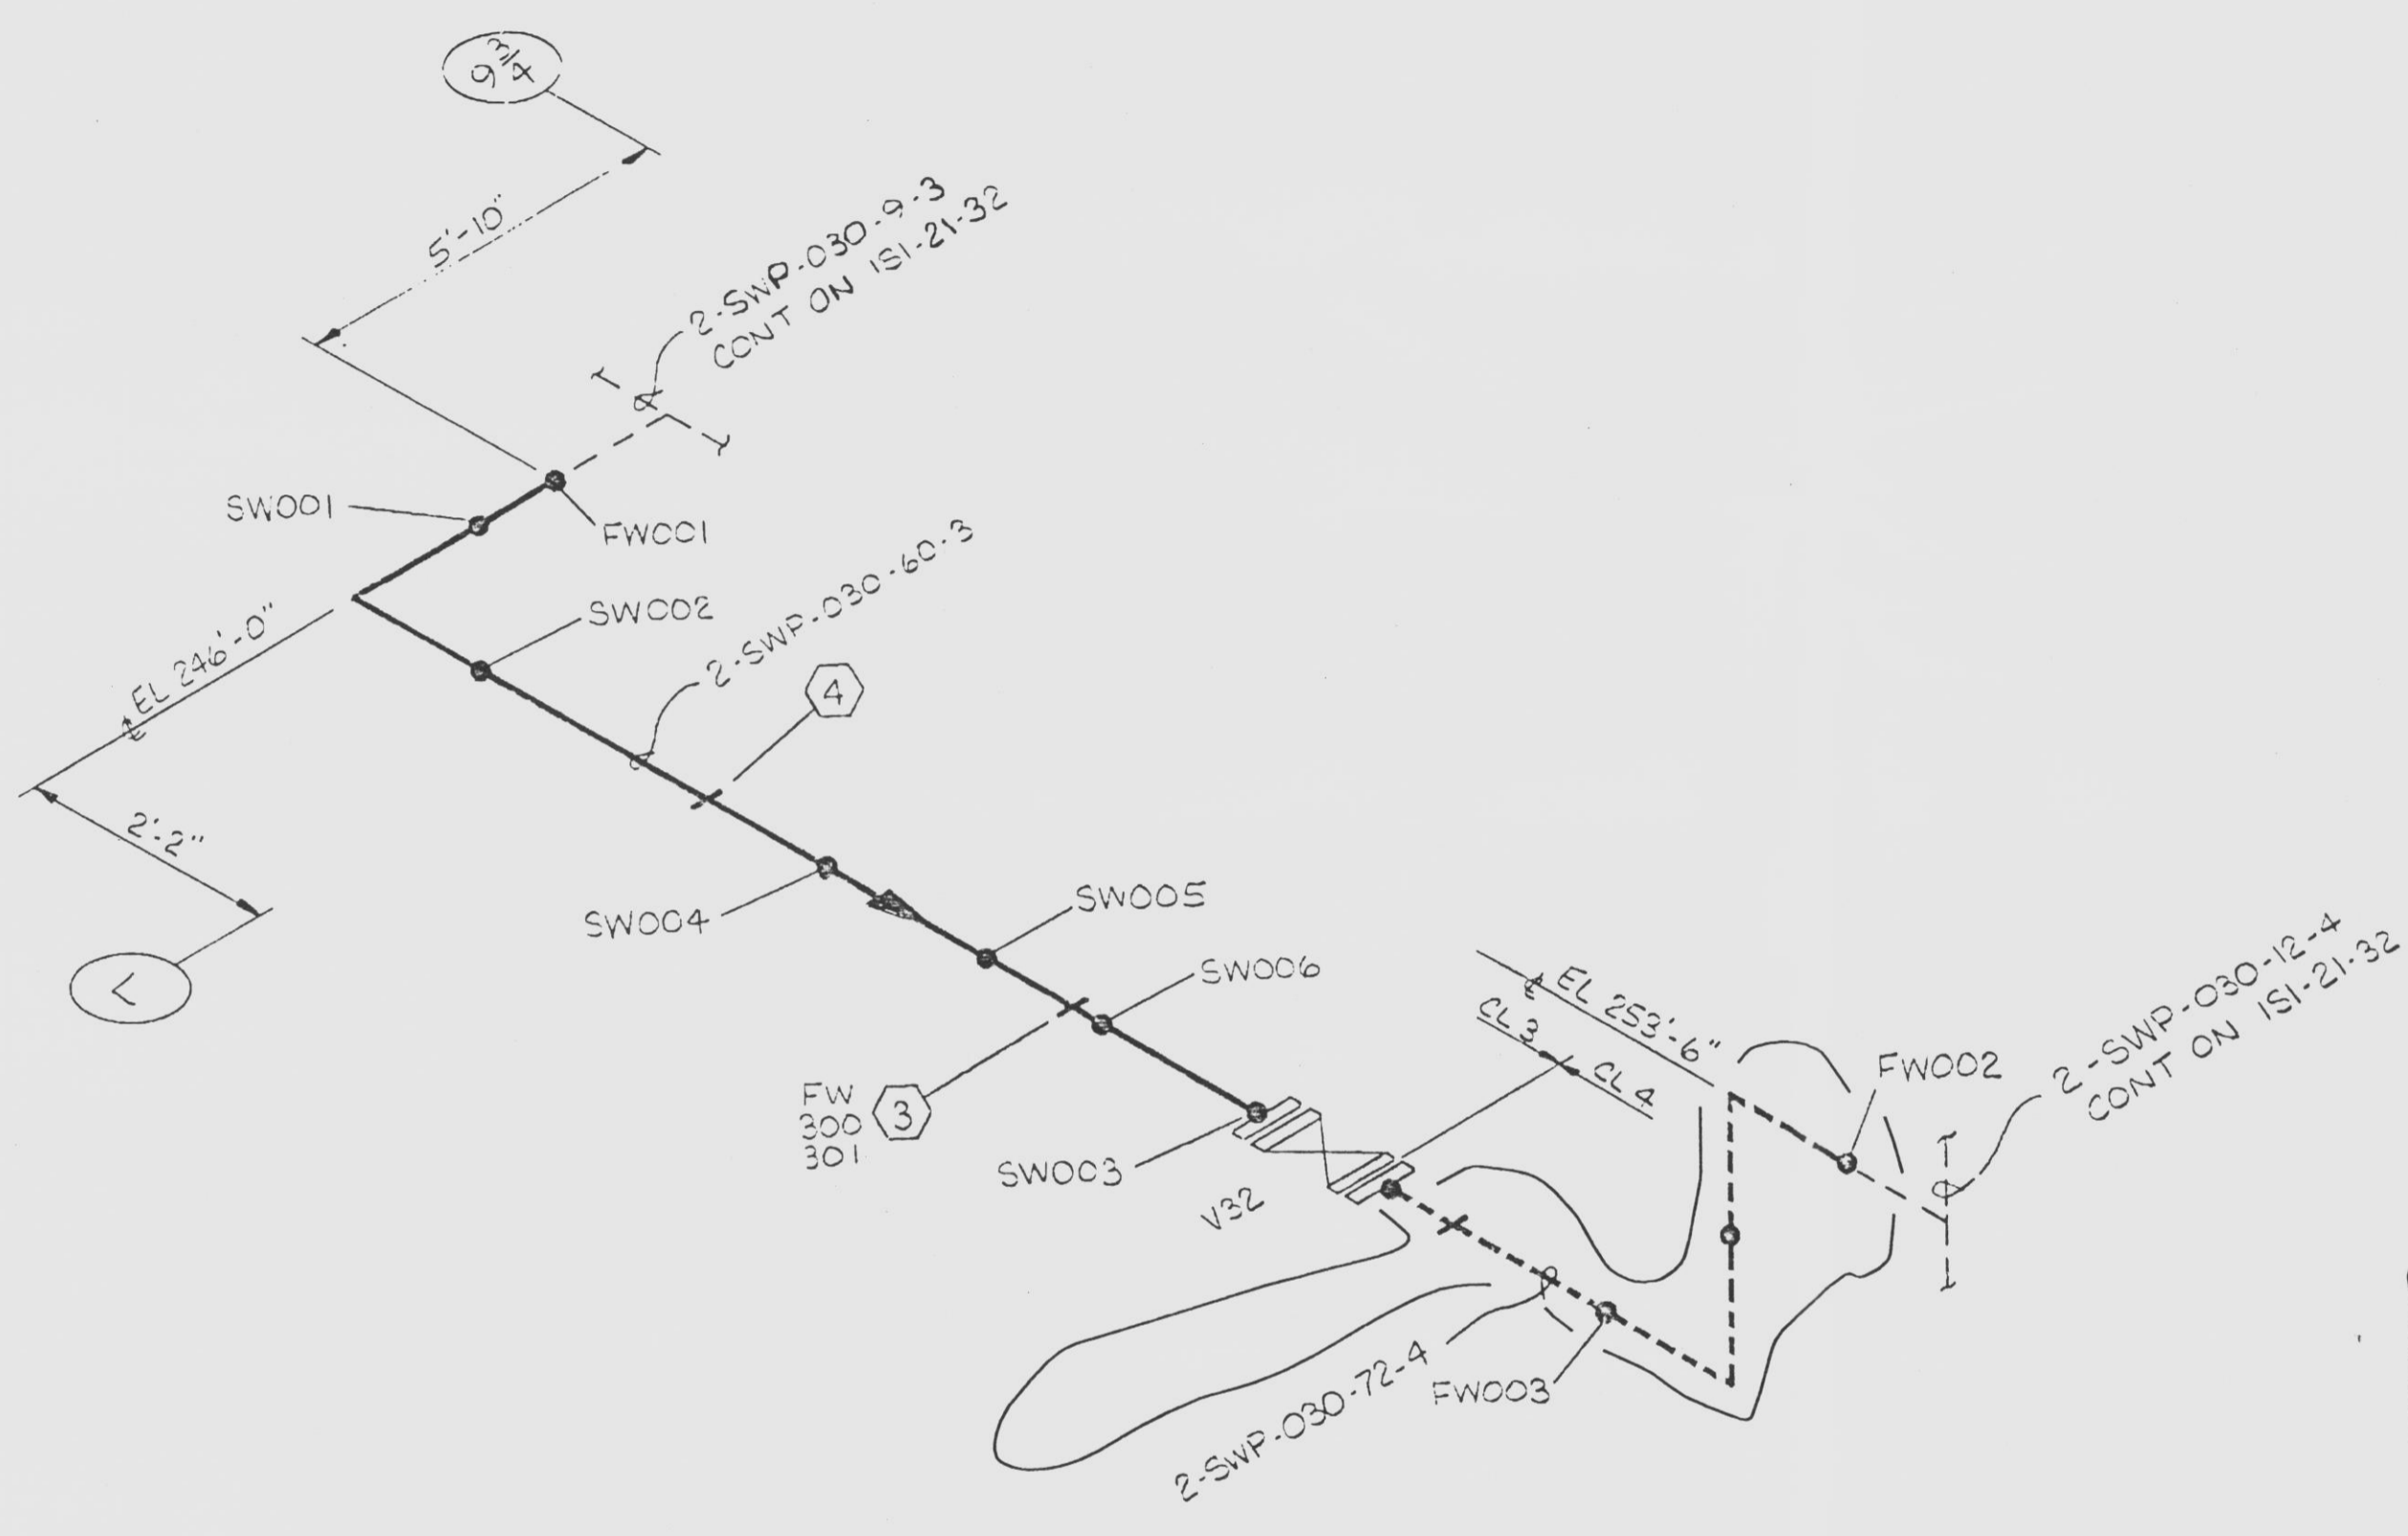 9 3/4
5'-10"
2-SWP-030-9-3
CONT ON ISI-21-32
SW001
FW001
SW002
2-SWP-030-60-3
℄ EL 246'-0"
4
2'-2"
L
SW004
SW005
SW006
FW
300
301
3
SW003
V32
℄ EL 253'-6"
CL 3
CL 4
FW002
2-SWP-030-12-4
CONT ON ISI-21-32
2-SWP-030-72-4
FW003